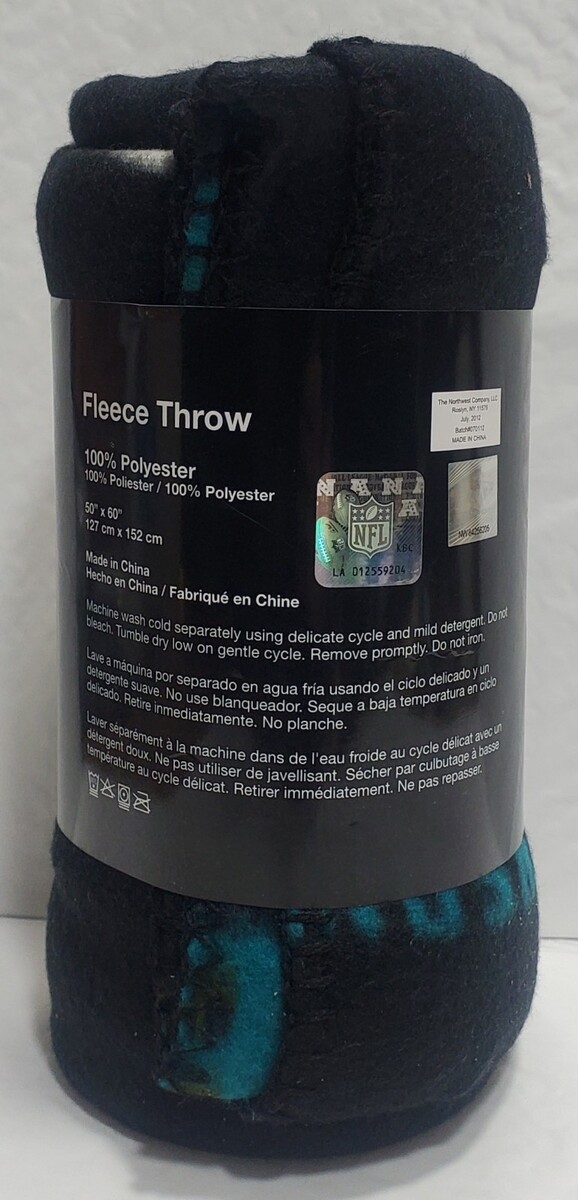 Fleece Throw
100% Polyester
100% Poliester / 100% Polyester
50" x 60"
127 cm x 152 cm
Made in China
Hecho en China / Fabriqué en Chine
Machine wash cold separately using delicate cycle and mild detergent. Do not
bleach. Tumble dry low on gentle cycle. Remove promptly. Do not iron.
Lave a máquina por separado en agua fría usando el ciclo delicado y un
detergente suave. No use blanqueador. Seque a baja temperatura en ciclo
delicado. Retire inmediatamente. No planche.
Laver séparément à la machine dans de l'eau froide au cycle délicat avec un
détergent doux. Ne pas utiliser de javellisant. Sécher par culbutage à basse
température au cycle délicat. Retirer immédiatement. Ne pas repasser.
The Northwest Company, LLC
Roslyn, NY 11576
July, 2012
Batch#070112
MADE IN CHINA
NFL
KBC
LA 012559204